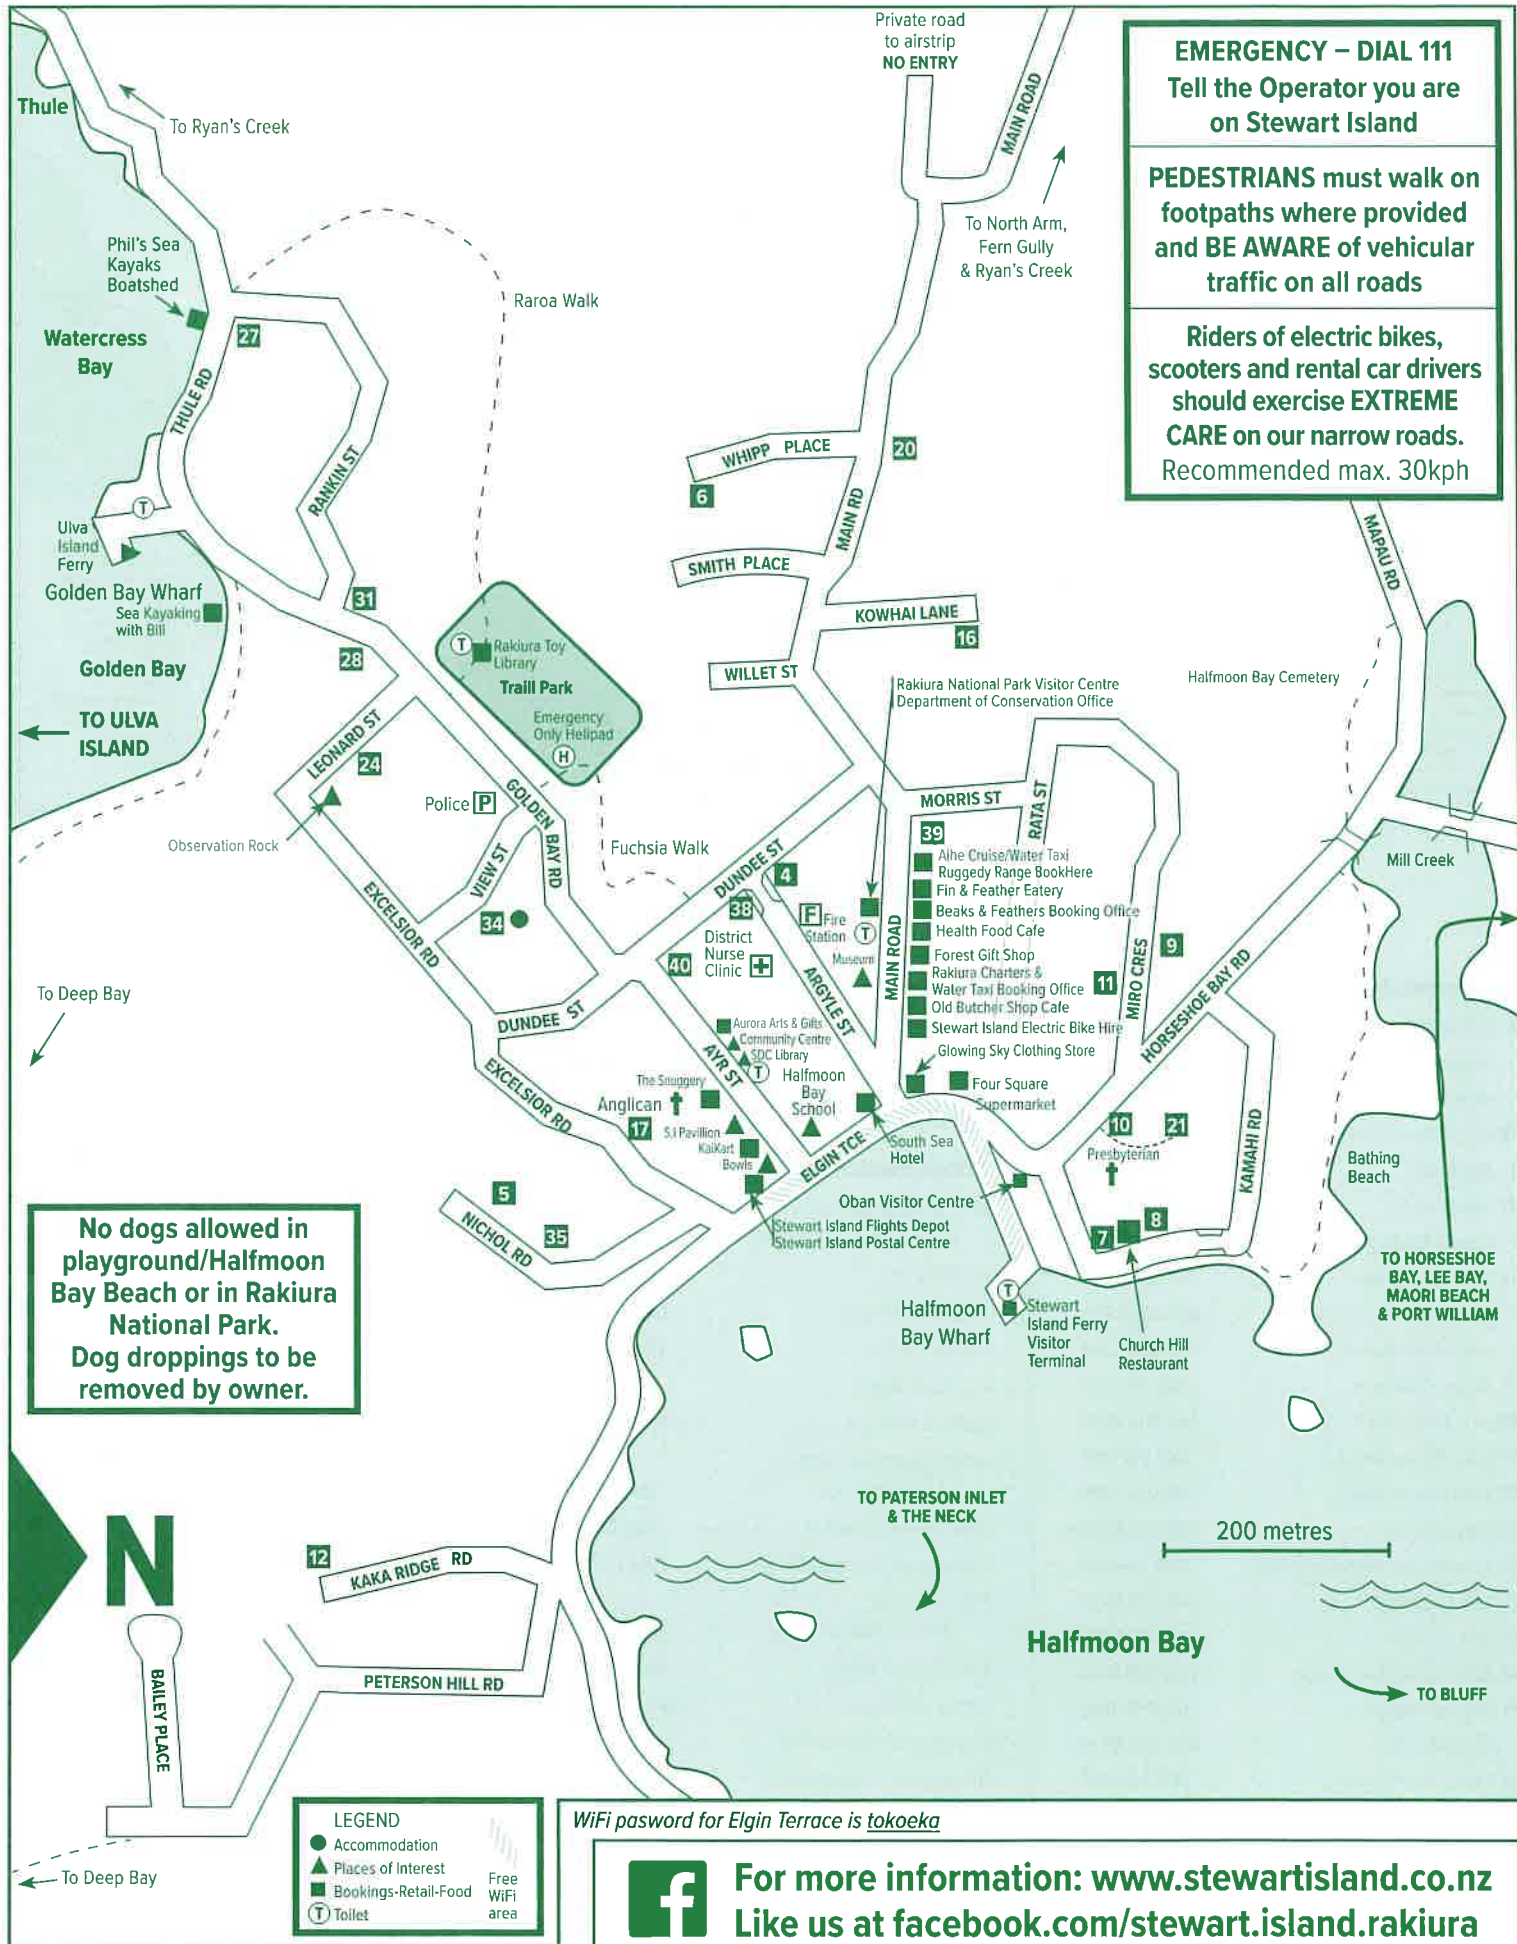 Private road
to airstrip
NO ENTRY
MAIN ROAD
EMERGENCY – DIAL 111
Tell the Operator you are
on Stewart Island
PEDESTRIANS must walk on
footpaths where provided
and BE AWARE of vehicular
traffic on all roads
Riders of electric bikes,
scooters and rental car drivers
should exercise EXTREME
CARE on our narrow roads.
Recommended max. 30kph
Thule
To Ryan's Creek
To North Arm,
Fern Gully
& Ryan's Creek
Phil's Sea
Kayaks
Boatshed
Raroa Walk
Watercress
Bay
27
THULE RD
RANKIN ST
WHIPP PLACE
20
6
MAIN RD
T
Ulva
Island
Ferry
SMITH PLACE
MAPAU RD
Golden Bay Wharf
Sea Kayaking
with Bill
31
KOWHAI LANE
16
28
T
Rakiura Toy
Library
Traill Park
Emergency
Only Helipad
H
Golden Bay
WILLET ST
Rakiura National Park Visitor Centre
Department of Conservation Office
Halfmoon Bay Cemetery
TO ULVA
ISLAND
LEONARD ST
24
Police P
GOLDEN BAY RD
Observation Rock
VIEW ST
Fuchsia Walk
DUNDEE ST
MORRIS ST
RATA ST
39
Aihe Cruise/Water Taxi
Ruggedy Range BookHere
Fin & Feather Eatery
Beaks & Feathers Booking Office
Health Food Cafe
Forest Gift Shop
Rakiura Charters &
Water Taxi Booking Office
Old Butcher Shop Cafe
Stewart Island Electric Bike Hire
Glowing Sky Clothing Store
Four Square
Supermarket
Mill Creek
EXCELSIOR RD
34
4
38
F Fire
Station
T
Museum
District
Nurse
Clinic
40
ARGYLE ST
MAIN ROAD
11
9
MIRO CRES
HORSESHOE BAY RD
To Deep Bay
DUNDEE ST
Aurora Arts & Gifts
Community Centre
SDC Library
T
AYR ST
Halfmoon
Bay
School
EXCELSIOR RD
The Snuggery
Anglican
17
S.I Pavillion
KaiKart
Bowls
ELGIN TCE
South Sea
Hotel
10
21
Presbyterian
KAMAHI RD
Bathing
Beach
Oban Visitor Centre
5
35
NICHOL RD
Stewart Island Flights Depot
Stewart Island Postal Centre
7
8
No dogs allowed in
playground/Halfmoon
Bay Beach or in Rakiura
National Park.
Dog droppings to be
removed by owner.
TO HORSESHOE
BAY, LEE BAY,
MAORI BEACH
& PORT WILLIAM
Halfmoon
Bay Wharf
T
Stewart
Island Ferry
Visitor
Terminal
Church Hill
Restaurant
TO PATERSON INLET
& THE NECK
200 metres
N
12
KAKA RIDGE RD
Halfmoon Bay
PETERSON HILL RD
BAILEY PLACE
TO BLUFF
To Deep Bay
LEGEND
Accommodation
Places of Interest
Bookings-Retail-Food
T Toilet
Free
WiFi
area
WiFi pasword for Elgin Terrace is tokoeka
f
For more information: www.stewartisland.co.nz
Like us at facebook.com/stewart.island.rakiura